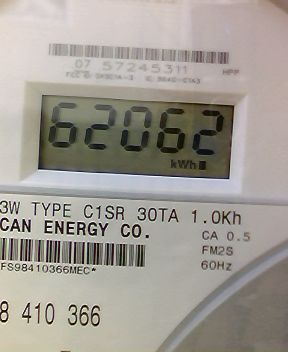 07 57245311 HPP
62062
kWh
3W TYPE C1SR 30TA 1.0Kh
CAN ENERGY CO. CA 0.5
FM2S
FS98410366MEC* 60Hz
8 410 366